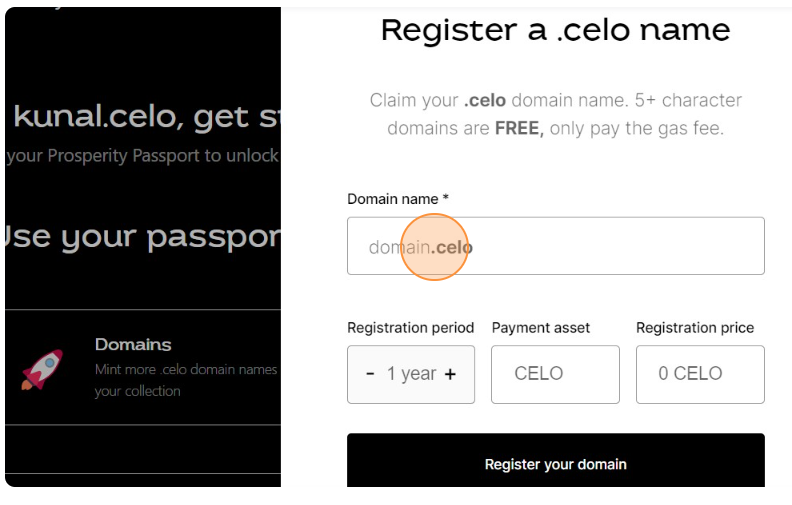 kunal.celo, get
your Prosperity Passport to unlock
Use your
Domains
Mint more .celo domain names
your collection
Register a .celo name
Claim your .celo domain name. 5+ character
domains are FREE, only pay the gas fee.
Domain name *
domain.celo
Registration period
Payment asset
Registration price
- 1 year +
CELO
0 CELO
Register your domain